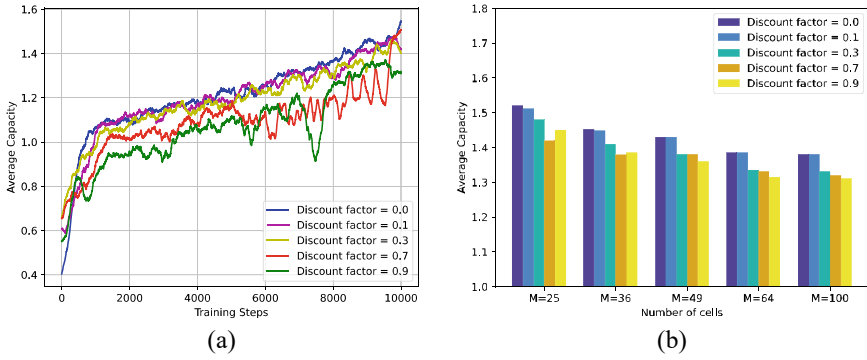 1.6
1.4
1.2
1.0
0.8
0.6
0.4
Average Capacity
0 2000 4000 6000 8000 10000
Training Steps
Discount factor = 0.0
Discount factor = 0.1
Discount factor = 0.3
Discount factor = 0.7
Discount factor = 0.9
(a)
1.8
1.7
1.6
1.5
1.4
1.3
1.2
1.1
1.0
Average Capacity
Discount factor = 0.0
Discount factor = 0.1
Discount factor = 0.3
Discount factor = 0.7
Discount factor = 0.9
M=25 M=36 M=49 M=64 M=100
Number of cells
(b)